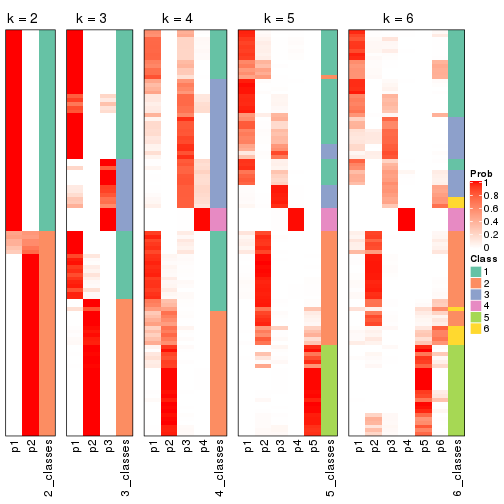 k = 2
k = 3
k = 4
k = 5
k = 6
p1
p2
2_classes
p1
p2
p3
3_classes
p1
p2
p3
p4
4_classes
p1
p2
p3
p4
p5
5_classes
p1
p2
p3
p4
p5
p6
6_classes
Prob
1
0.8
0.6
0.4
0.2
0
Class
1
2
3
4
5
6